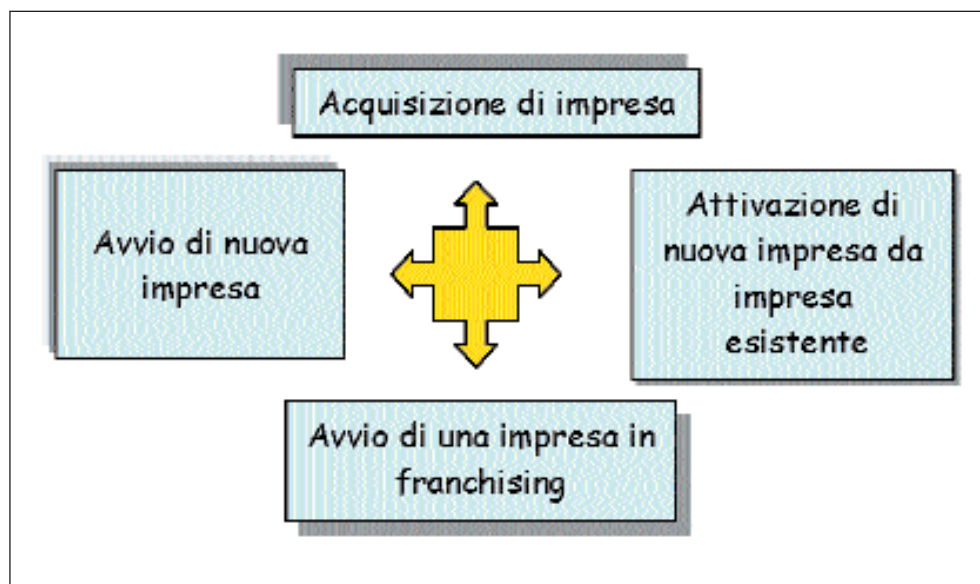 Acquisizione di impresa
Avvio di nuova
impresa
Attivazione di
nuova impresa da
impresa
esistente
Avvio di una impresa in
franchising